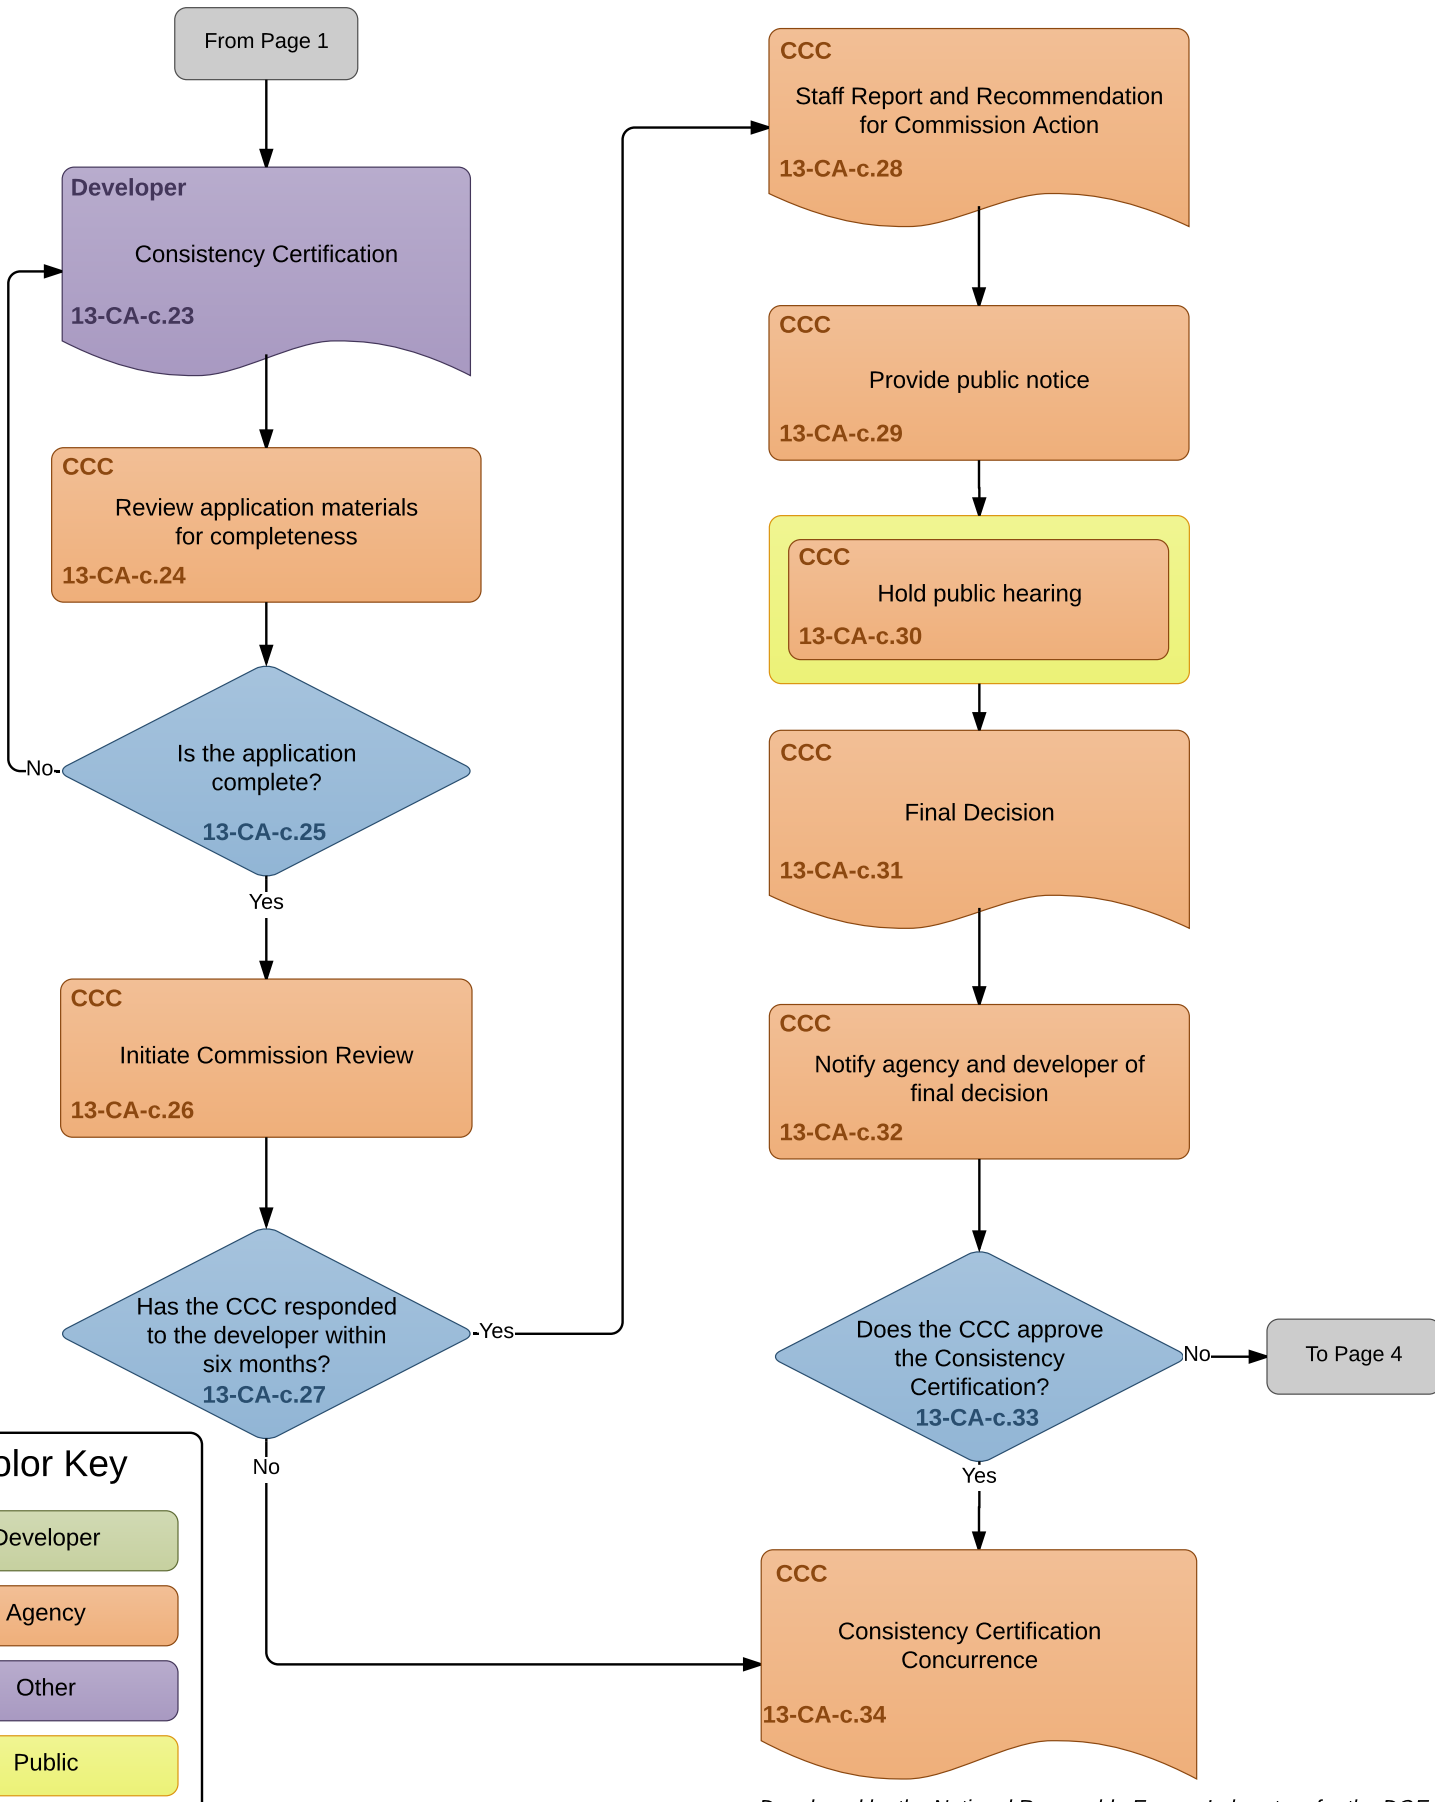 From Page 1
Developer
Consistency Certification
13-CA-c.23
CCC
Review application materials
for completeness
13-CA-c.24
Is the application
complete?
13-CA-c.25
No
Yes
CCC
Initiate Commission Review
13-CA-c.26
Has the CCC responded
to the developer within
six months?
13-CA-c.27
Yes
No
CCC
Staff Report and Recommendation
for Commission Action
13-CA-c.28
CCC
Provide public notice
13-CA-c.29
CCC
Hold public hearing
13-CA-c.30
CCC
Final Decision
13-CA-c.31
CCC
Notify agency and developer of
final decision
13-CA-c.32
Does the CCC approve
the Consistency
Certification?
13-CA-c.33
No
To Page 4
Yes
CCC
Consistency Certification
Concurrence
13-CA-c.34
olor Key
Developer
Agency
Other
Public